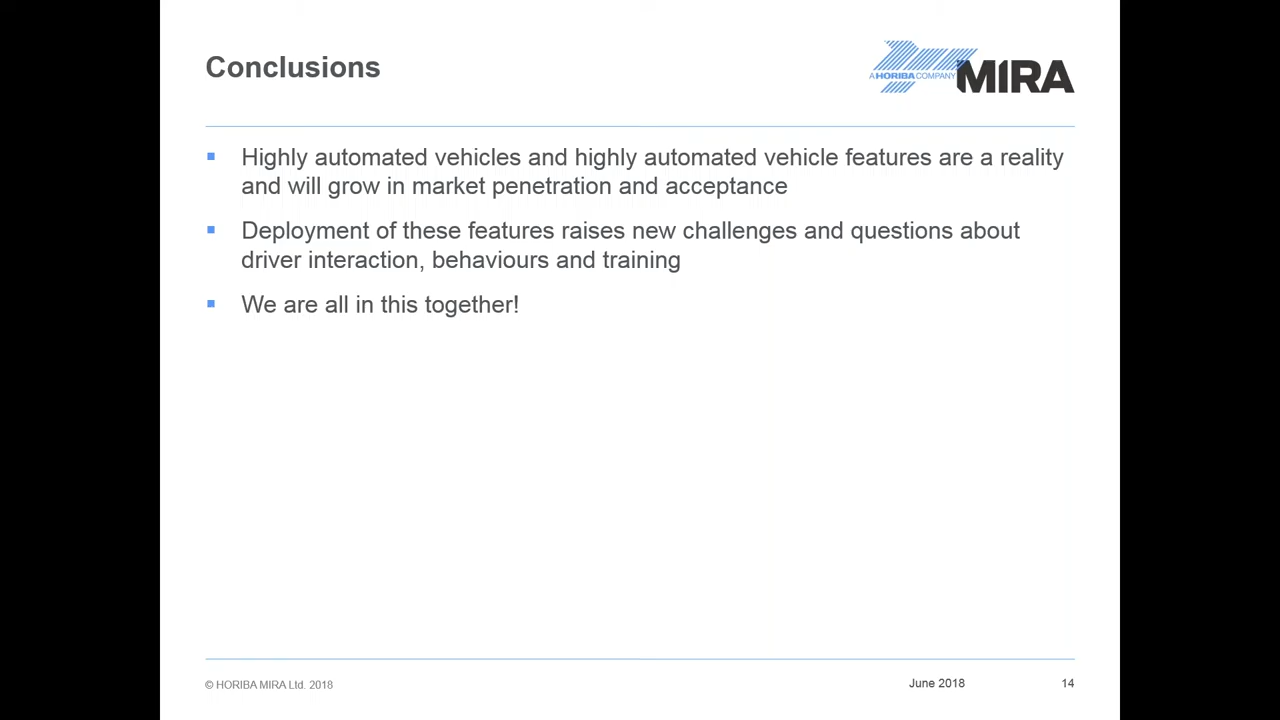 Conclusions
A HORIBA COMPANY
MIRA
Highly automated vehicles and highly automated vehicle features are a reality
and will grow in market penetration and acceptance
Deployment of these features raises new challenges and questions about
driver interaction, behaviours and training
We are all in this together!
© HORIBA MIRA Ltd. 2018
June 2018
14